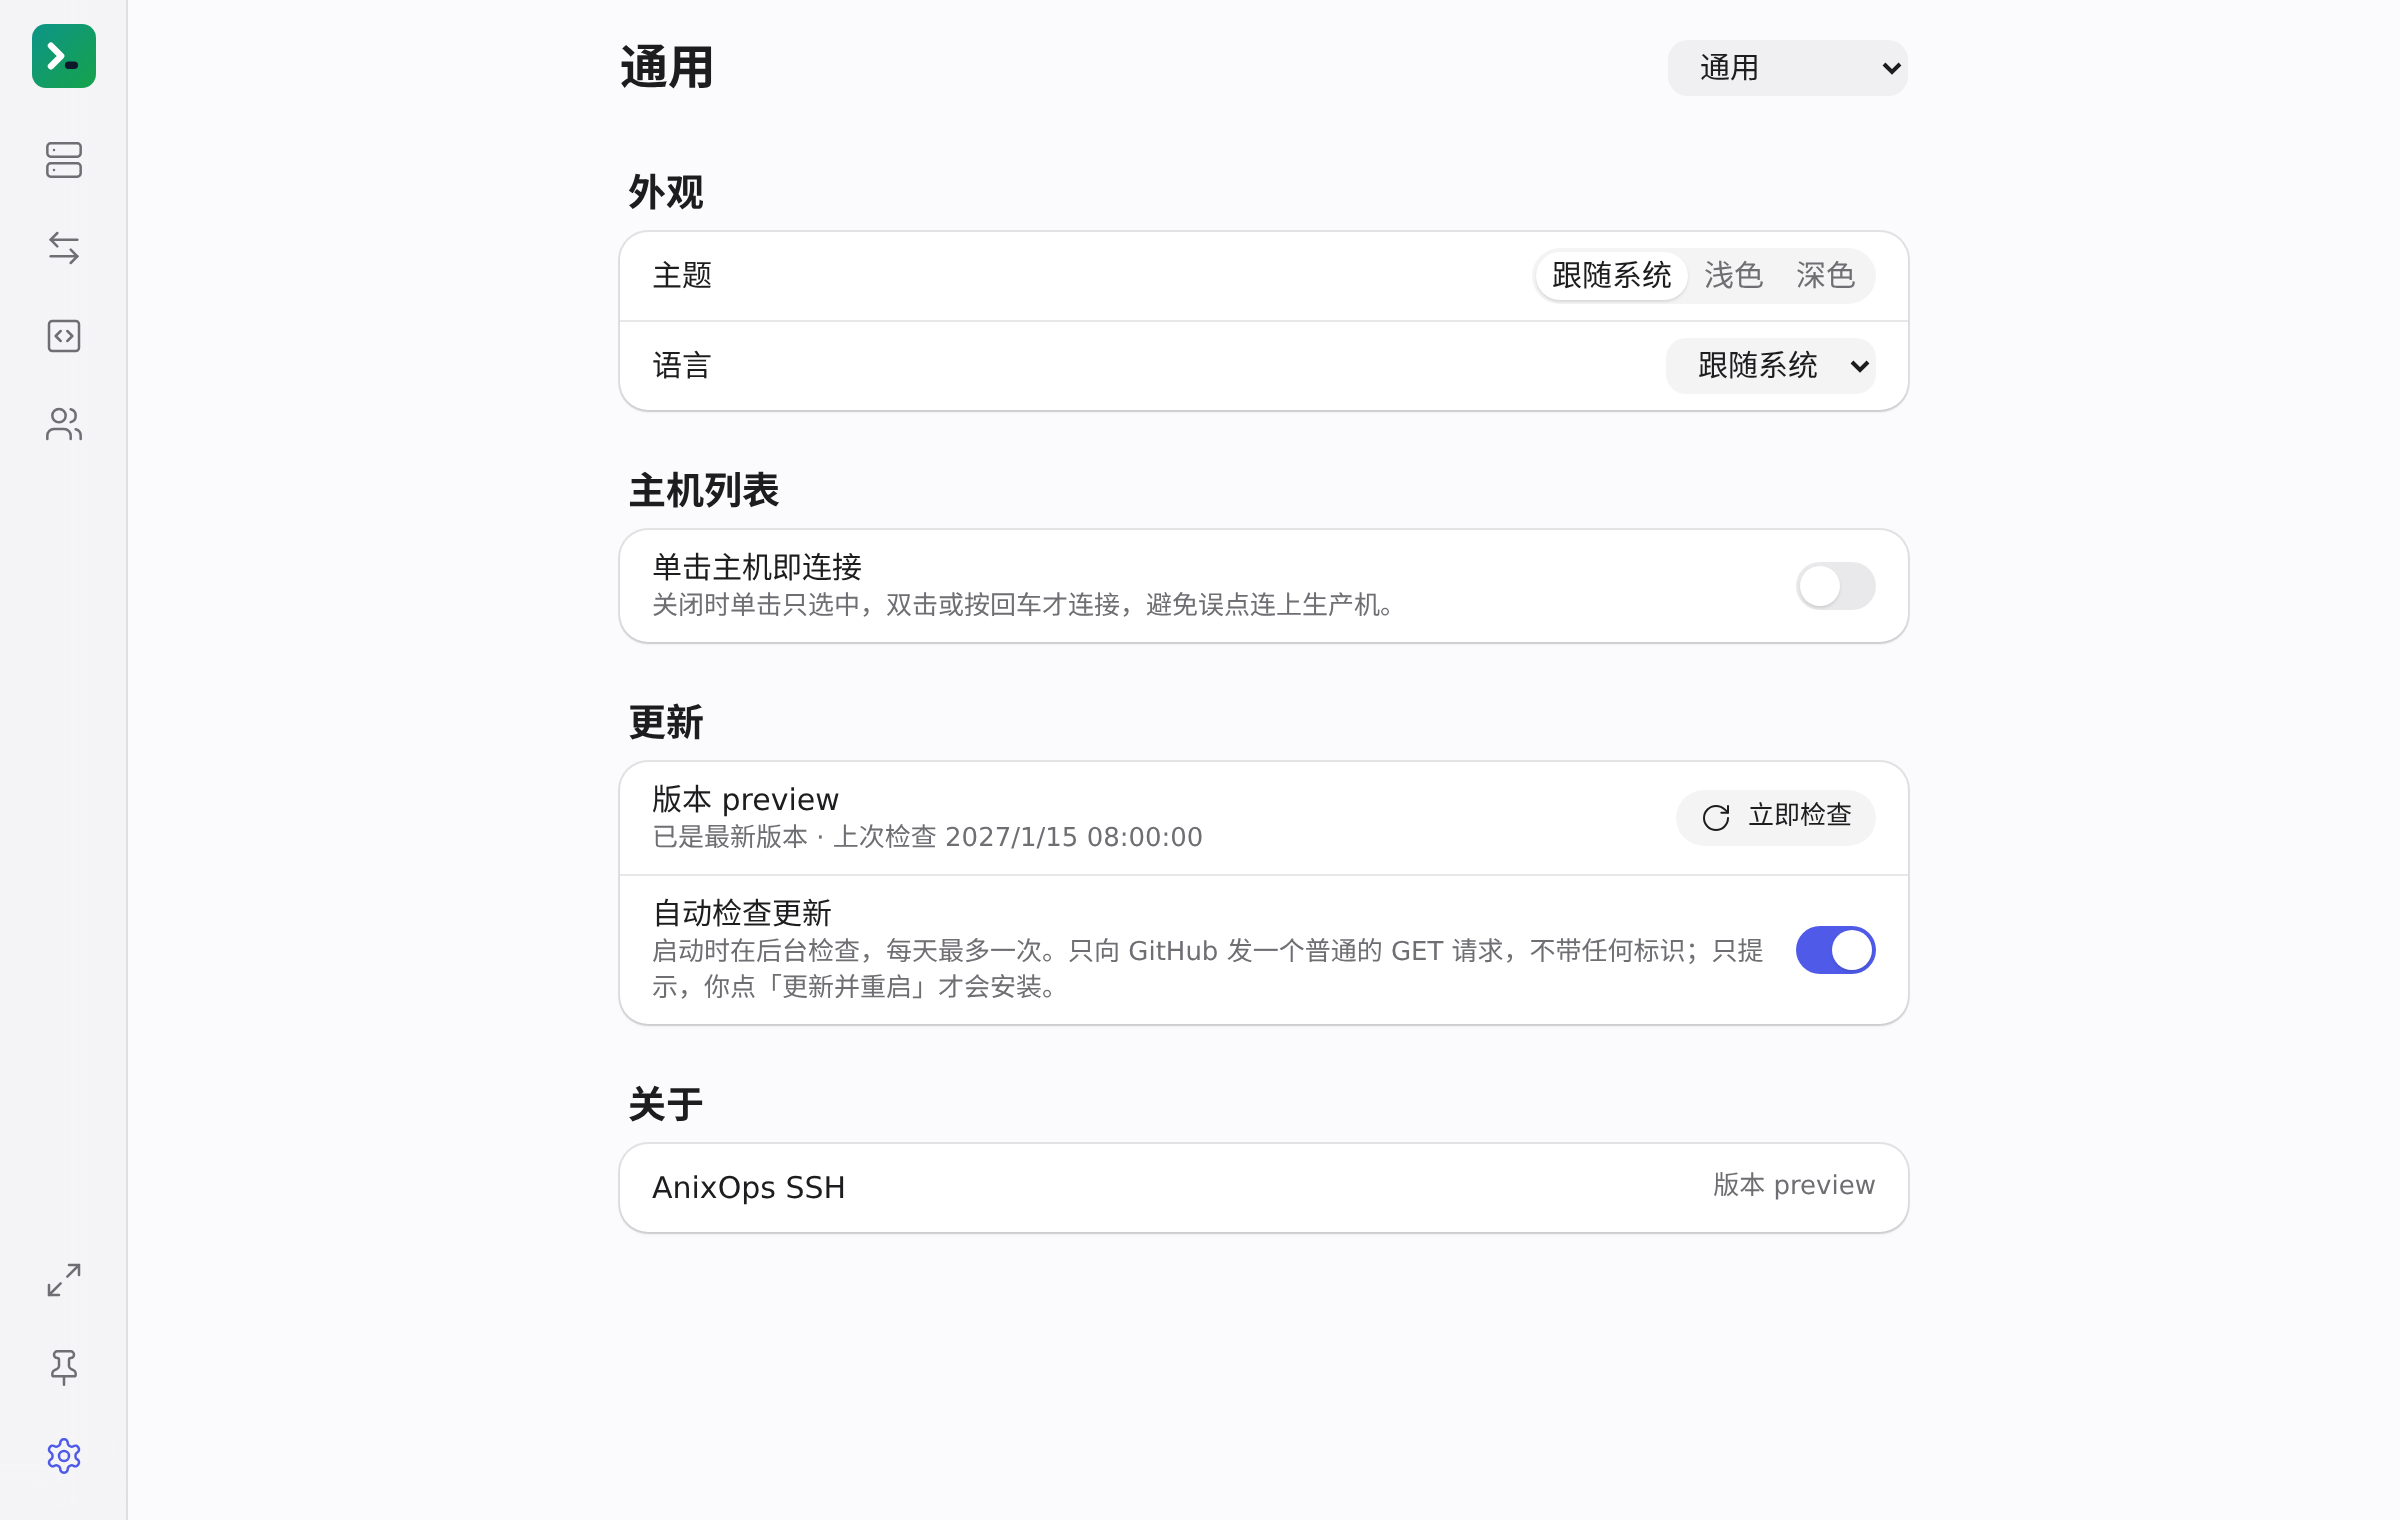 通用
通用
外观
主题
跟随系统 浅色 深色
语言
跟随系统
主机列表
单击主机即连接
关闭时单击只选中，双击或按回车才连接，避免误点连上生产机。
更新
版本 preview
已是最新版本 · 上次检查 2027/1/15 08:00:00
立即检查
自动检查更新
启动时在后台检查，每天最多一次。只向 GitHub 发一个普通的 GET 请求，不带任何标识；只提
示，你点「更新并重启」才会安装。
关于
AnixOps SSH
版本 preview